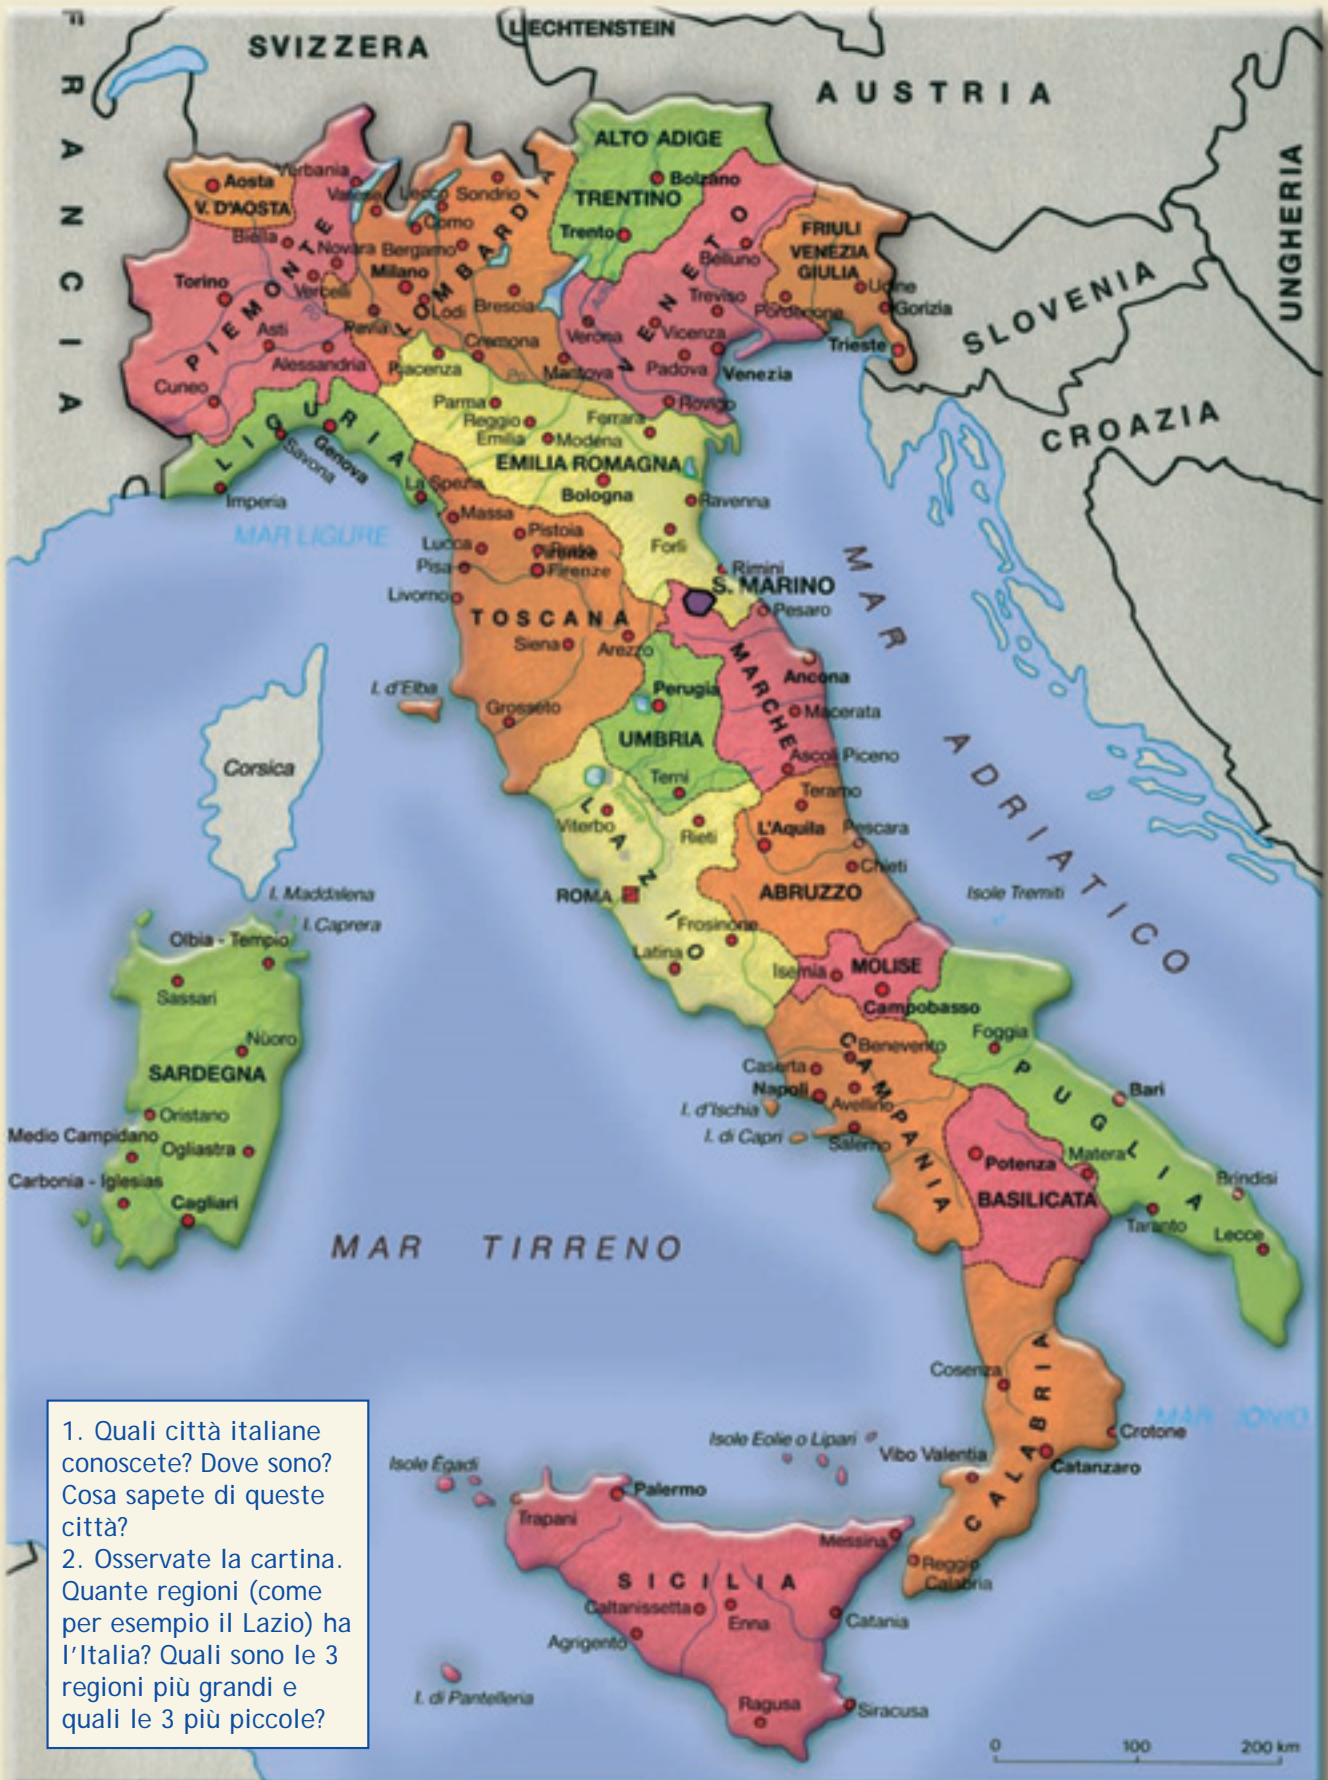 FRANCIA
SVIZZERA
LIECHTENSTEIN
AUSTRIA
UNGHERIA
SLOVENIA
CROAZIA
ALTO ADIGE
TRENTINO
Bolzano
Trento
Aosta
V. D'AOSTA
Verbania
Varese
Lecco
Sondrio
Como
Biella
Novara
Bergamo
Milano
Torino
Vercelli
Lodi
Brescia
Pavia
Asti
Alessandria
Cuneo
PIEMONTE
LOMBARDIA
Cremona
Mantova
Po
Po
VENETO
Belluno
Treviso
Verona
Vicenza
Padova
Venezia
Rovigo
FRIULI
VENEZIA
GIULIA
Udine
Pordenone
Gorizia
Trieste
LIGURIA
Imperia
Savona
Genova
La Spezia
MAR LIGURE
Piacenza
Parma
Reggio
Emilia
Modena
Ferrara
EMILIA ROMAGNA
Bologna
Ravenna
Forlì
Rimini
S. MARINO
Massa
Pistoia
Lucca
Prato
Firenze
Firenze
Pisa
Livorno
TOSCANA
Siena
Arezzo
Grosseto
I. d'Elba
Pesaro
MARCHE
Ancona
Macerata
Ascoli Piceno
Perugia
UMBRIA
Terni
LAZIO
Viterbo
Rieti
ROMA
Frosinone
Latina
Teramo
L'Aquila
Pescara
Chieti
ABRUZZO
Isole Tremiti
MAR ADRIATICO
Corsica
I. Maddalena
I. Caprera
Olbia - Tempio
Sassari
Nùoro
SARDEGNA
Oristano
Medio Campidano
Ogliastra
Carbonia - Iglesias
Cagliari
Isernia
MOLISE
Campobasso
CAMPANIA
Benevento
Caserta
Napoli
Avellino
I. d'Ischia
I. di Capri
Salerno
Foggia
PUGLIA
Bari
Brindisi
Taranto
Lecce
Potenza
Matera
BASILICATA
MAR TIRRENO
CALABRIA
Cosenza
Crotone
Vibo Valentia
Catanzaro
Reggio
Calabria
MAR IONIO
Isole Eolie o Lipari
Isole Égadi
Palermo
Trapani
Messina
SICILIA
Caltanissetta
Enna
Catania
Agrigento
Ragusa
Siracusa
I. di Pantelleria
1. Quali città italiane
conoscete? Dove sono?
Cosa sapete di queste
città?
2. Osservate la cartina.
Quante regioni (come
per esempio il Lazio) ha
l'Italia? Quali sono le 3
regioni più grandi e
quali le 3 più piccole?
0 100 200 km